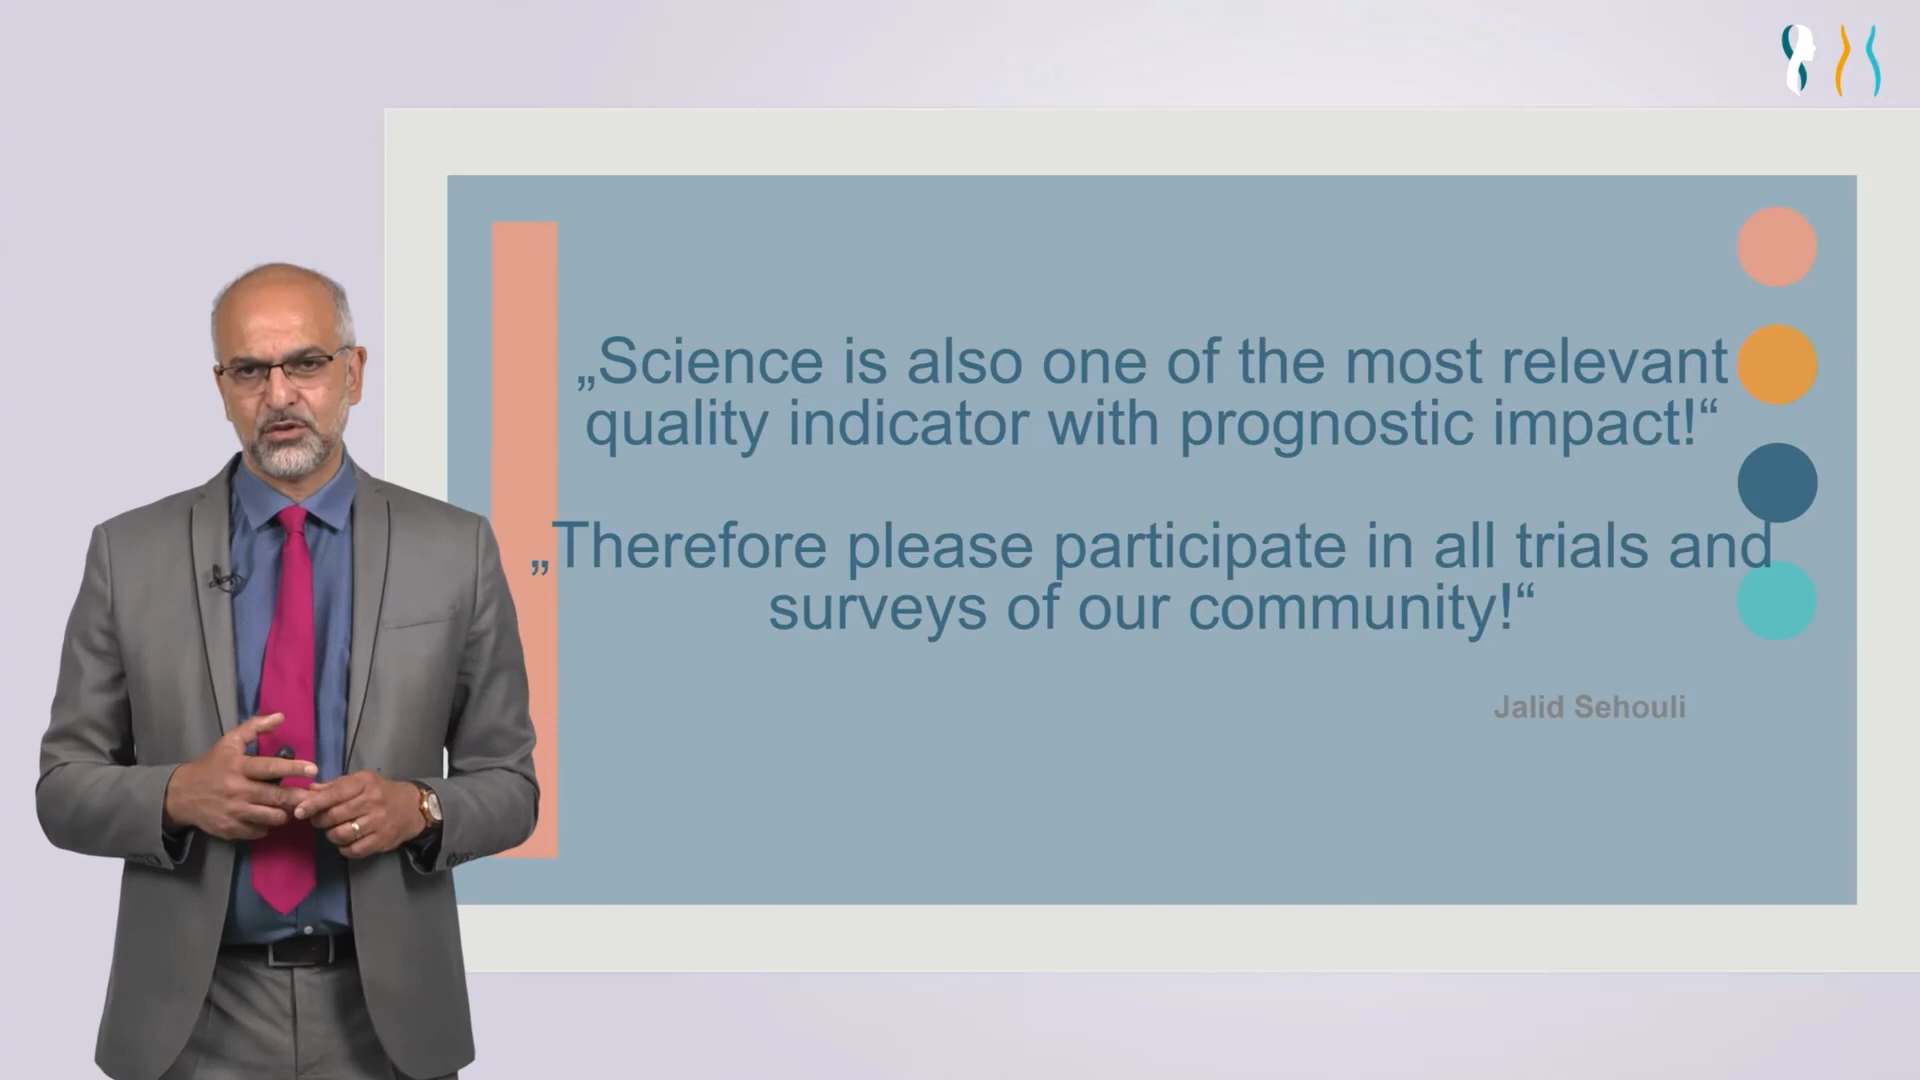 „Science is also one of the most relevant
quality indicator with prognostic impact!“
„Therefore please participate in all trials and
surveys of our community!“
Jalid Sehouli